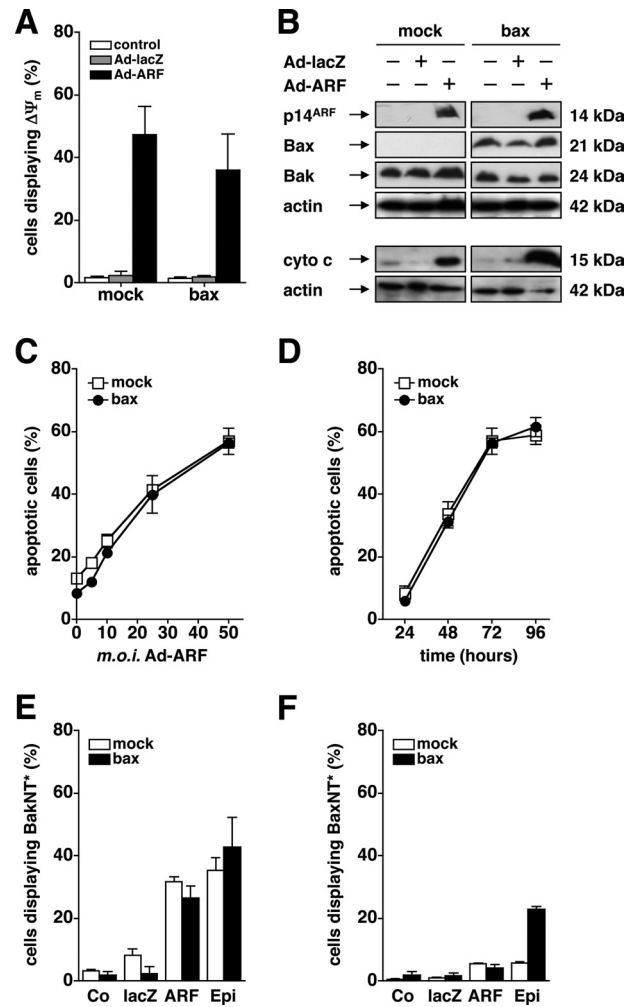 A
control
Ad-lacZ
Ad-ARF
cells displaying ΔΨm (%)
80
60
40
20
0
mock
bax
B
mock
bax
Ad-lacZ – + – – + –
Ad-ARF – – + – – +
p14ARF
14 kDa
Bax
21 kDa
Bak
24 kDa
actin
42 kDa
cyto c
15 kDa
actin
42 kDa
C
mock
bax
apoptotic cells (%)
80
60
40
20
0
0 10 20 30 40 50
m.o.i. Ad-ARF
D
mock
bax
apoptotic cells (%)
80
60
40
20
0
24 48 72 96
time (hours)
E
mock
bax
cells displaying BakNT* (%)
80
60
40
20
0
Co lacZ ARF Epi
F
mock
bax
cells displaying BaxNT* (%)
80
60
40
20
0
Co lacZ ARF Epi